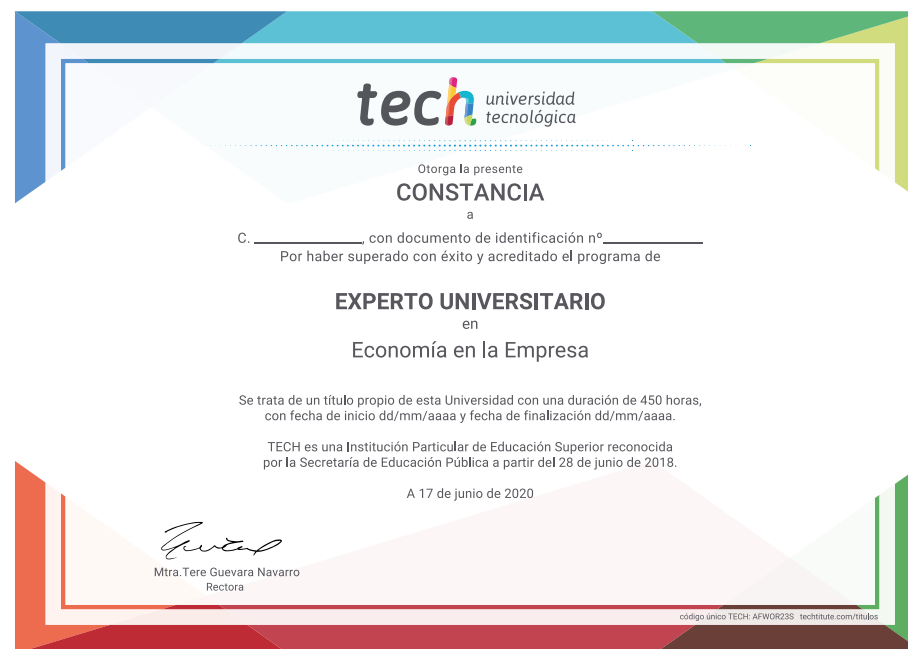 tech universidad
tecnológica
Otorga la presente
CONSTANCIA
a
C. ______________, con documento de identificación nº_____________
Por haber superado con éxito y acreditado el programa de
EXPERTO UNIVERSITARIO
en
Economía en la Empresa
Se trata de un título propio de esta Universidad con una duración de 450 horas,
con fecha de inicio dd/mm/aaaa y fecha de finalización dd/mm/aaaa.
TECH es una Institución Particular de Educación Superior reconocida
por la Secretaría de Educación Pública a partir del 28 de junio de 2018.
A 17 de junio de 2020
Mtra.Tere Guevara Navarro
Rectora
código único TECH: AFWOR23S techtitute.com/titulos